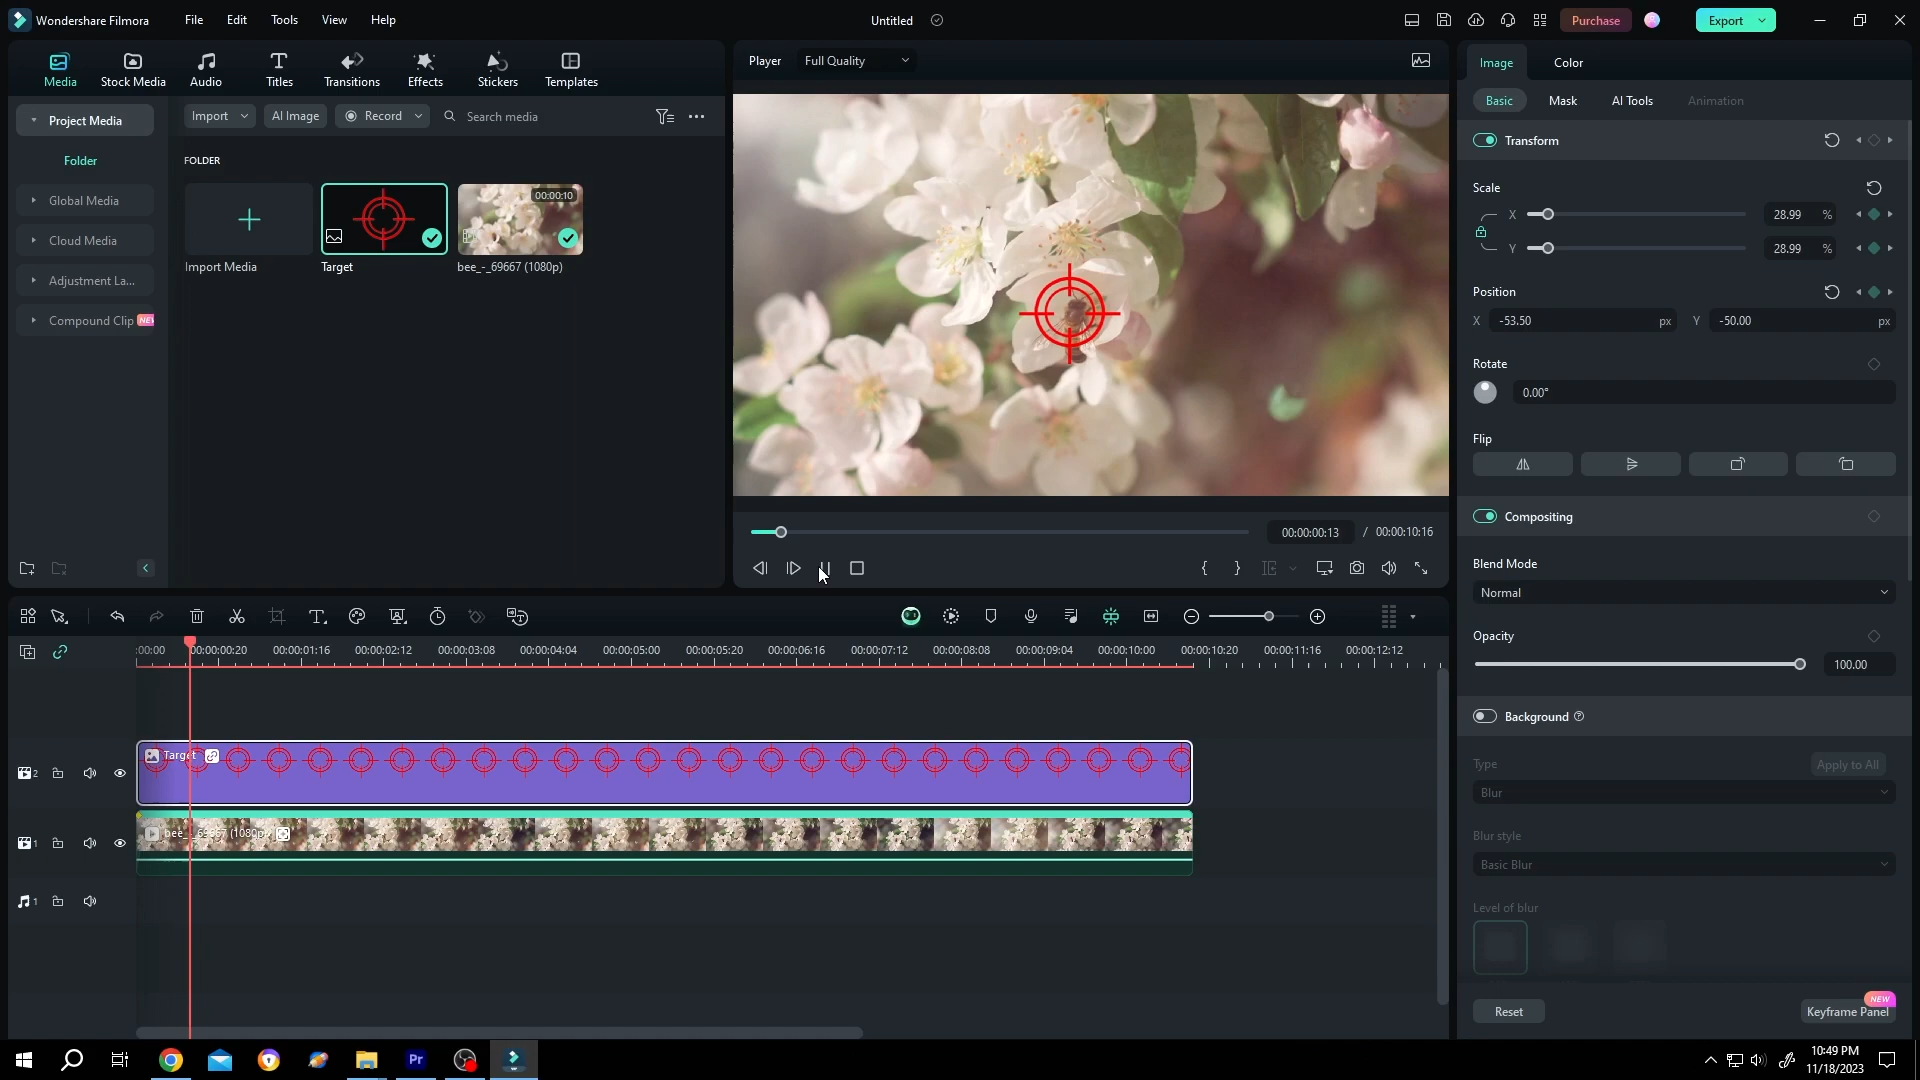 Wondershare Filmora
File
Edit
Tools
View
Help
Untitled
Purchase
Export
Media
Stock Media
Audio
Titles
Transitions
Effects
Stickers
Templates
Player
Full Quality
Image
Color
Project Media
Import
AI Image
Record
Search media
Basic
Mask
AI Tools
Animation
Folder
FOLDER
Transform
Global Media
Cloud Media
Adjustment La...
Compound Clip
NEW
00:00:10
Import Media
Target
bee_-_69667 (1080p)
Scale
X
28.99
%
Y
28.99
%
Position
X
-53.50
px
Y
-50.00
px
Rotate
0.00°
Flip
Compositing
Blend Mode
Normal
Opacity
100.00
Background
Type
Apply to All
Blur
Blur style
Basic Blur
Level of blur
Reset
NEW
Keyframe Panel
00:00:00:13
/
00:00:10:16
:00:00
00:00:00:20
00:00:01:16
00:00:02:12
00:00:03:08
00:00:04:04
00:00:05:00
00:00:05:20
00:00:06:16
00:00:07:12
00:00:08:08
00:00:09:04
00:00:10:00
00:00:10:20
00:00:11:16
00:00:12:12
2
Target
1
bee_-_69667 (1080p)
1
Pr
10:49 PM
11/18/2023